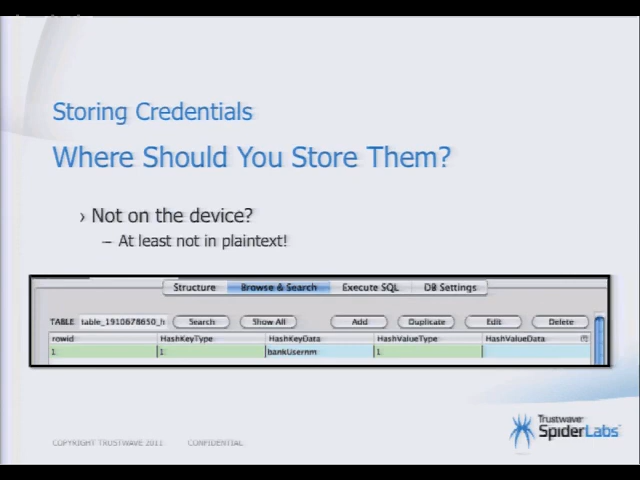 Storing Credentials
Where Should You Store Them?
› Not on the device?
– At least not in plaintext!
Structure Browse & Search Execute SQL DB Settings
TABLE table_1910678650_h Search Show All Add Duplicate Edit Delete
rowid HashKeyType HashKeyData HashValueType HashValueData
1 1 bankUsernm 1
COPYRIGHT TRUSTWAVE 2011 CONFIDENTIAL
Trustwave®
SpiderLabs®